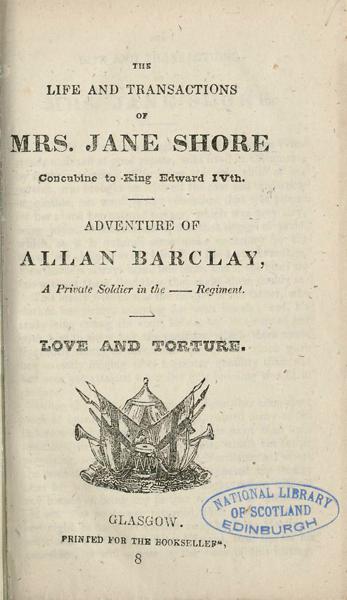 THE
LIFE AND TRANSACTIONS
OF
MRS. JANE SHORE
Concubine to King Edward IVth.
ADVENTURE OF
ALLAN BARCLAY,
A Private Soldier in the —— Regiment.
LOVE AND TORTURE.
NATIONAL LIBRARY
OF SCOTLAND
EDINBURGH
GLASGOW.
PRINTED FOR THE BOOKSELLER",
8